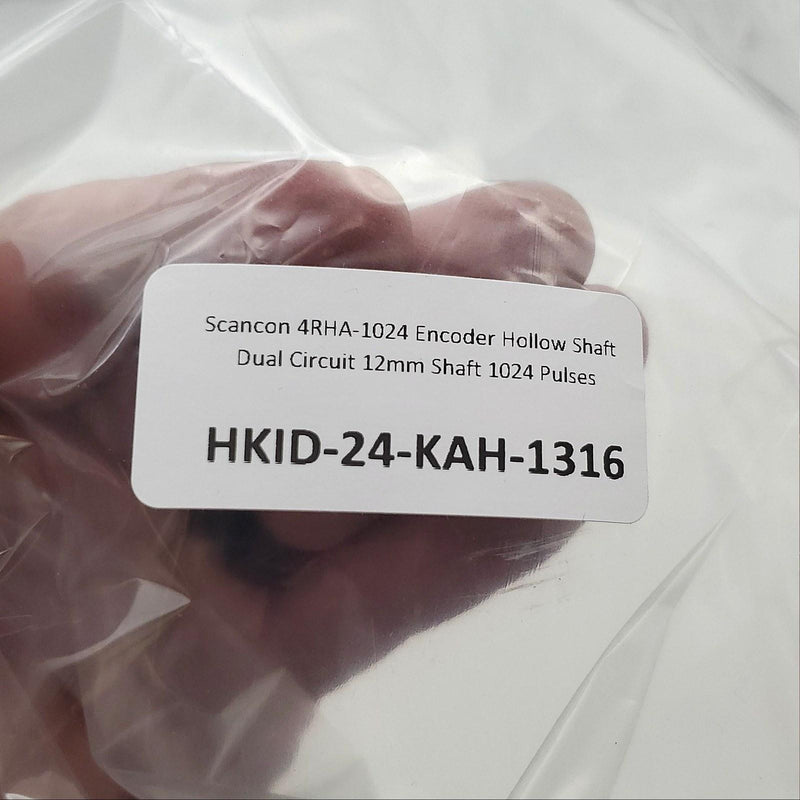 Scancon 4RHA-1024 Encoder Hollow Shaft
Dual Circuit 12mm Shaft 1024 Pulses
HKID-24-KAH-1316